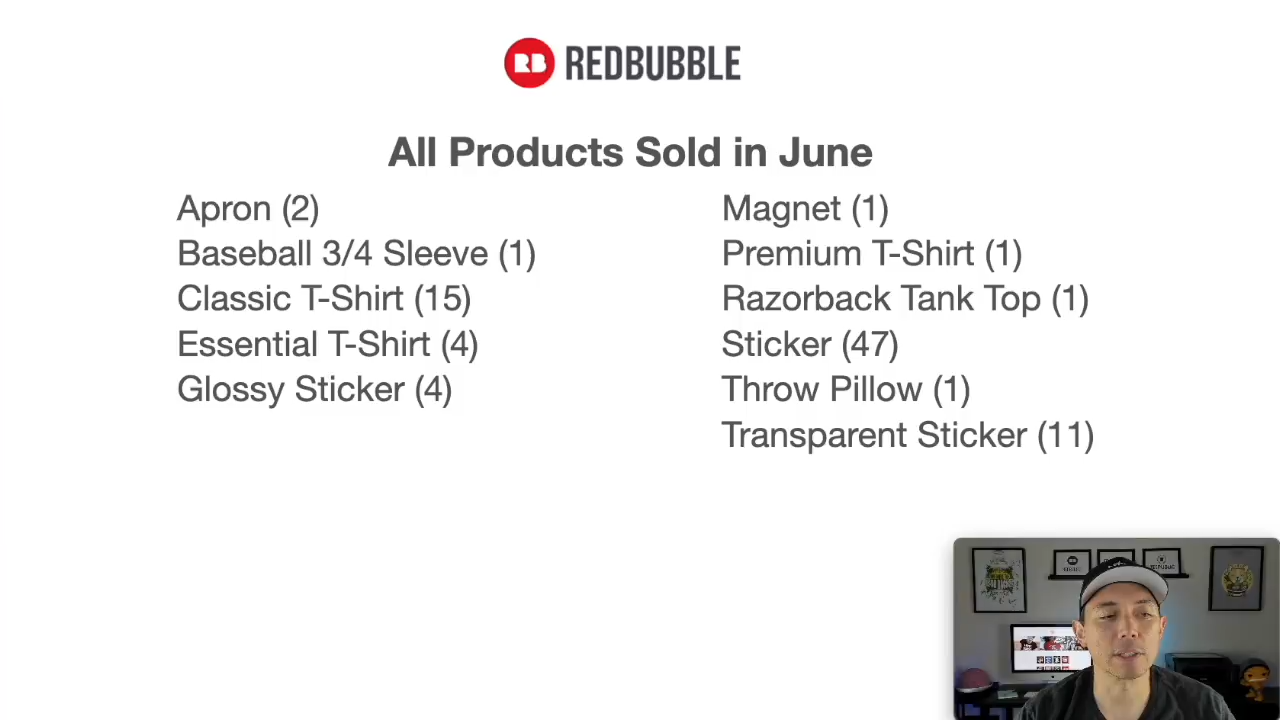 RB REDBUBBLE
All Products Sold in June
Apron (2)
Baseball 3/4 Sleeve (1)
Classic T-Shirt (15)
Essential T-Shirt (4)
Glossy Sticker (4)
Magnet (1)
Premium T-Shirt (1)
Razorback Tank Top (1)
Sticker (47)
Throw Pillow (1)
Transparent Sticker (11)